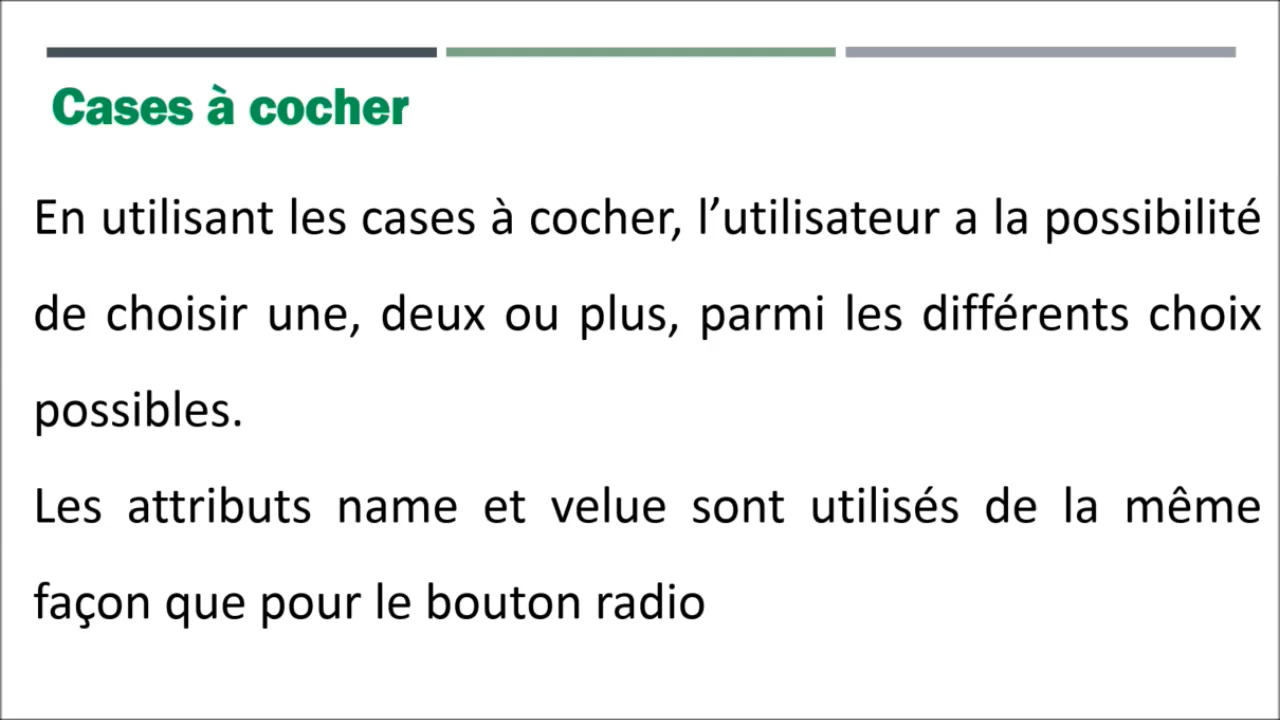 Cases à cocher
En utilisant les cases à cocher, l’utilisateur a la possibilité
de choisir une, deux ou plus, parmi les différents choix
possibles.
Les attributs name et velue sont utilisés de la même
façon que pour le bouton radio